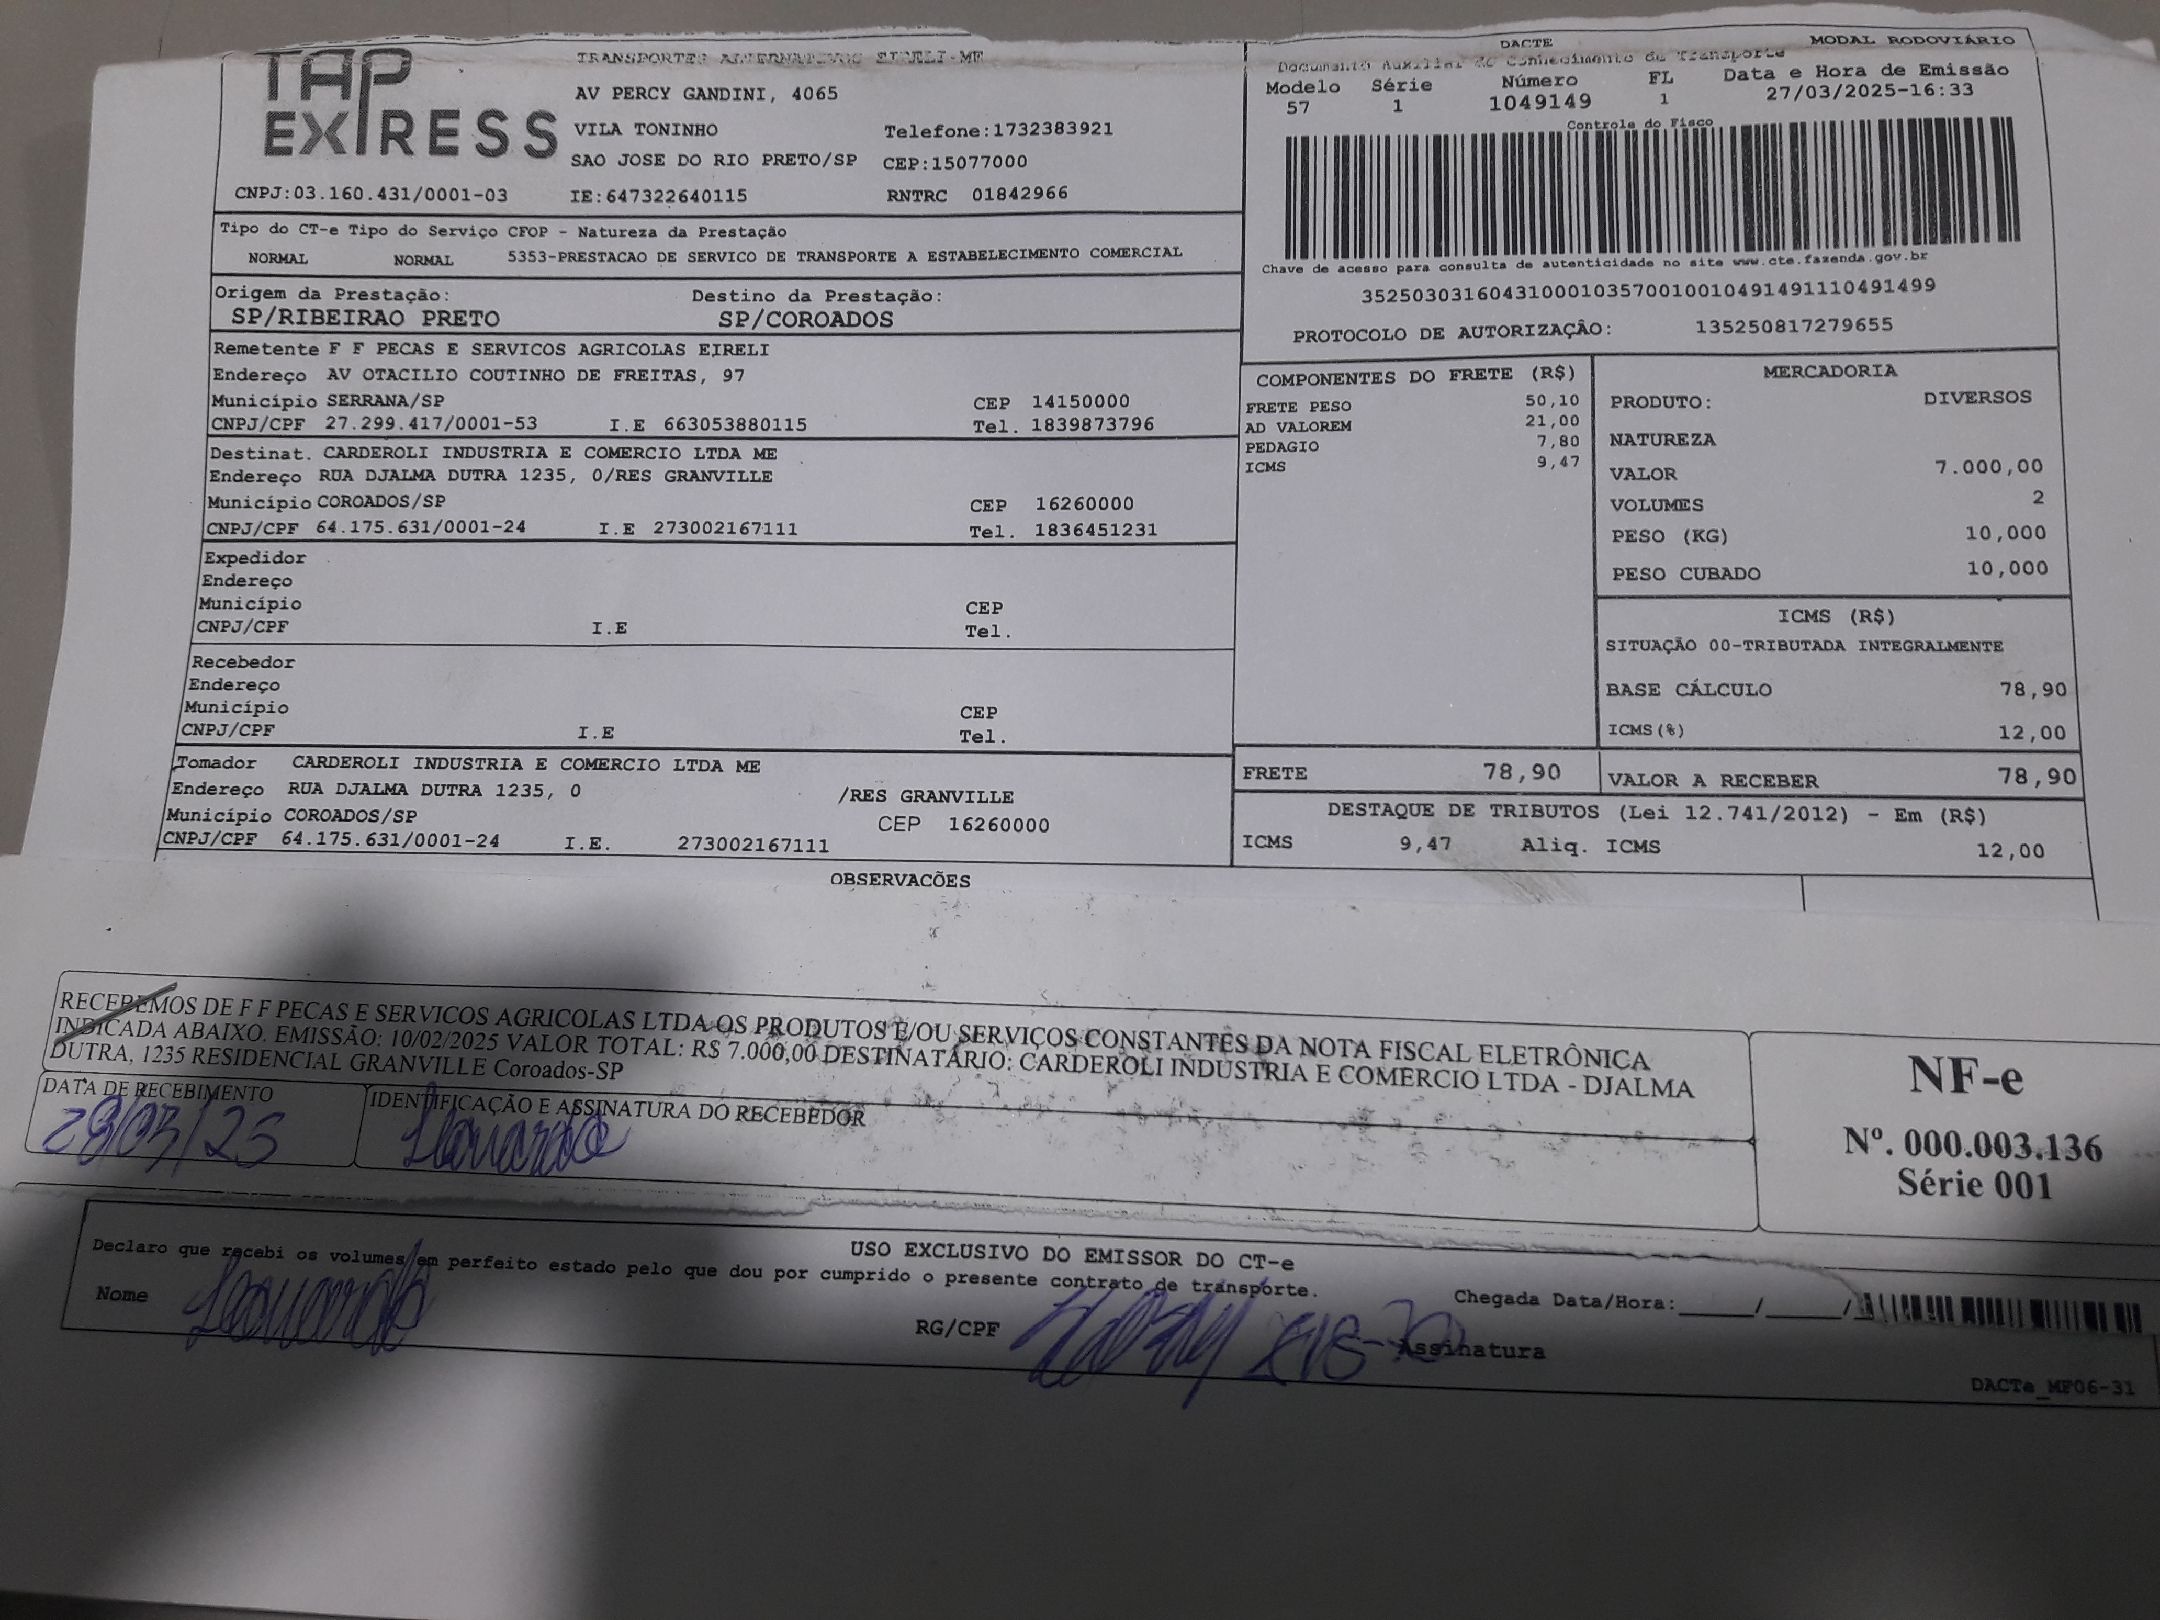 TAP EXPRESS
TRANSPORTES ALTERNATIVOS EIRELI-ME
AV PERCY GANDINI, 4065
VILA TONINHO Telefone:1732383921
SAO JOSE DO RIO PRETO/SP CEP:15077000
CNPJ:03.160.431/0001-03 IE:647322640115 RNTRC 01842966
DACTE MODAL RODOVIÁRIO
Documento Auxiliar do Conhecimento de Transporte
Modelo Série Número FL Data e Hora de Emissão
57 1 1049149 1 27/03/2025-16:33
Controle do Fisco
Chave de acesso para consulta de autenticidade no site www.cte.fazenda.gov.br
35250303160431000103570010010491491110491499
PROTOCOLO DE AUTORIZAÇÃO: 135250817279655
Tipo do CT-e Tipo do Serviço CFOP - Natureza da Prestação
NORMAL NORMAL 5353-PRESTACAO DE SERVICO DE TRANSPORTE A ESTABELECIMENTO COMERCIAL
Origem da Prestação: Destino da Prestação:
SP/RIBEIRAO PRETO SP/COROADOS
Remetente F F PECAS E SERVICOS AGRICOLAS EIRELI
Endereço AV OTACILIO COUTINHO DE FREITAS, 97
Município SERRANA/SP CEP 14150000
CNPJ/CPF 27.299.417/0001-53 I.E 663053880115 Tel. 1839873796
Destinat. CARDEROLI INDUSTRIA E COMERCIO LTDA ME
Endereço RUA DJALMA DUTRA 1235, 0/RES GRANVILLE
Município COROADOS/SP CEP 16260000
CNPJ/CPF 64.175.631/0001-24 I.E 273002167111 Tel. 1836451231
Expedidor
Endereço
Município CEP
CNPJ/CPF I.E Tel.
Recebedor
Endereço
Município CEP
CNPJ/CPF I.E Tel.
Tomador CARDEROLI INDUSTRIA E COMERCIO LTDA ME
Endereço RUA DJALMA DUTRA 1235, 0 /RES GRANVILLE
Município COROADOS/SP CEP 16260000
CNPJ/CPF 64.175.631/0001-24 I.E. 273002167111
COMPONENTES DO FRETE (R$)
FRETE PESO 50,10
AD VALOREM 21,00
PEDAGIO 7,80
ICMS 9,47
MERCADORIA
PRODUTO: DIVERSOS
NATUREZA
VALOR 7.000,00
VOLUMES 2
PESO (KG) 10,000
PESO CUBADO 10,000
ICMS (R$)
SITUAÇÃO 00-TRIBUTADA INTEGRALMENTE
BASE CÁLCULO 78,90
ICMS(%) 12,00
FRETE 78,90 VALOR A RECEBER 78,90
DESTAQUE DE TRIBUTOS (Lei 12.741/2012) - Em (R$)
ICMS 9,47 Aliq. ICMS 12,00
OBSERVACÕES
RECEBEMOS DE F F PECAS E SERVICOS AGRICOLAS LTDA OS PRODUTOS E/OU SERVIÇOS CONSTANTES DA NOTA FISCAL ELETRÔNICA
INDICADA ABAIXO. EMISSÃO: 10/02/2025 VALOR TOTAL: R$ 7.000,00 DESTINATÁRIO: CARDEROLI INDUSTRIA E COMERCIO LTDA - DJALMA
DUTRA, 1235 RESIDENCIAL GRANVILLE Coroados-SP
DATA DE RECEBIMENTO IDENTIFICAÇÃO E ASSINATURA DO RECEBEDOR
28/03/25
NF-e
Nº. 000.003.136
Série 001
USO EXCLUSIVO DO EMISSOR DO CT-e
Declaro que recebi os volumes em perfeito estado pelo que dou por cumprido o presente contrato de transporte.
Nome RG/CPF Assinatura
Chegada Data/Hora:_____/_____/
DACTe_MF06-31